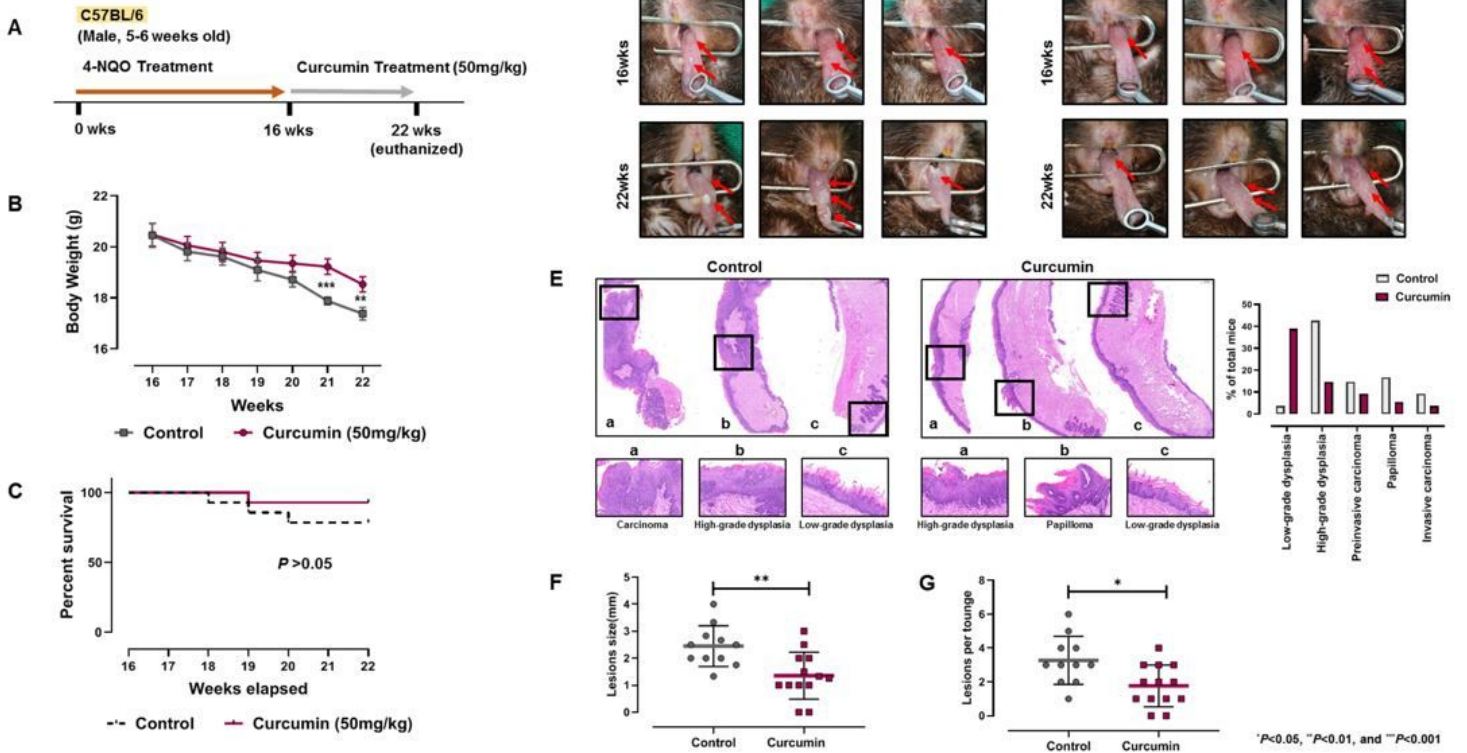 A
C57BL/6
(Male, 5-6 weeks old)
4-NQO Treatment
Curcumin Treatment (50mg/kg)
0 wks
16 wks
22 wks
(euthanized)
B
Body Weight (g)
22
20
18
16
***
**
16 17 18 19 20 21 22
Weeks
Control
Curcumin (50mg/kg)
C
Percent survival
100
50
0
P >0.05
16 17 18 19 20 21 22
Weeks elapsed
Control
Curcumin (50mg/kg)
16wks
22wks
16wks
22wks
E
Control
Curcumin
a b c
a b c
a b c
a b c
Carcinoma
High-grade dysplasia
Low-grade dysplasia
High-grade dysplasia
Papilloma
Low-grade dysplasia
Control
Curcumin
% of total mice
50
40
30
20
10
0
Low-grade dysplasia
High-grade dysplasia
Preinvasive carcinoma
Papilloma
Invasive carcinoma
F
Lesions size(mm)
5
4
3
2
1
0
**
Control
Curcumin
G
Lesions per tounge
8
6
4
2
0
*
Control
Curcumin
*P<0.05, **P<0.01, and ***P<0.001